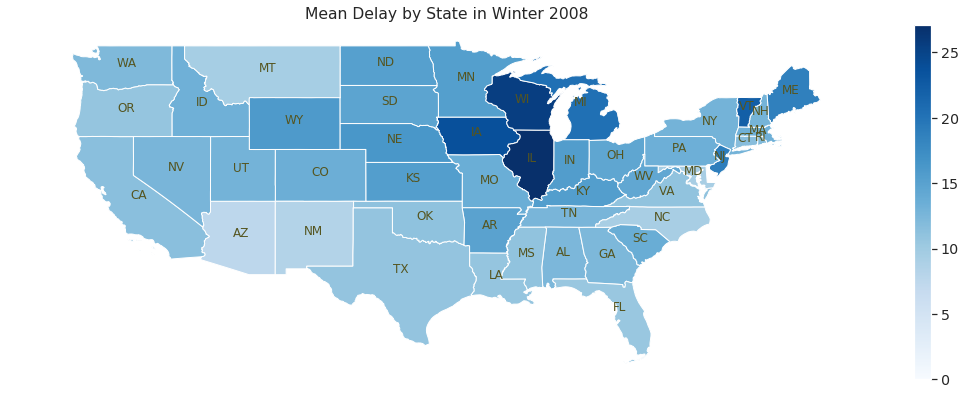 Mean Delay by State in Winter 2008
WA
MT
ND
MN
ME
OR
ID
SD
WI
MI
VT
NH
WY
NY
MA
NE
IA
CT
RI
NV
UT
CO
IL
IN
OH
PA
NJ
KS
MO
WV
MD
CA
KY
VA
AZ
NM
OK
AR
TN
NC
SC
TX
LA
MS
AL
GA
FL
25
20
15
10
5
0